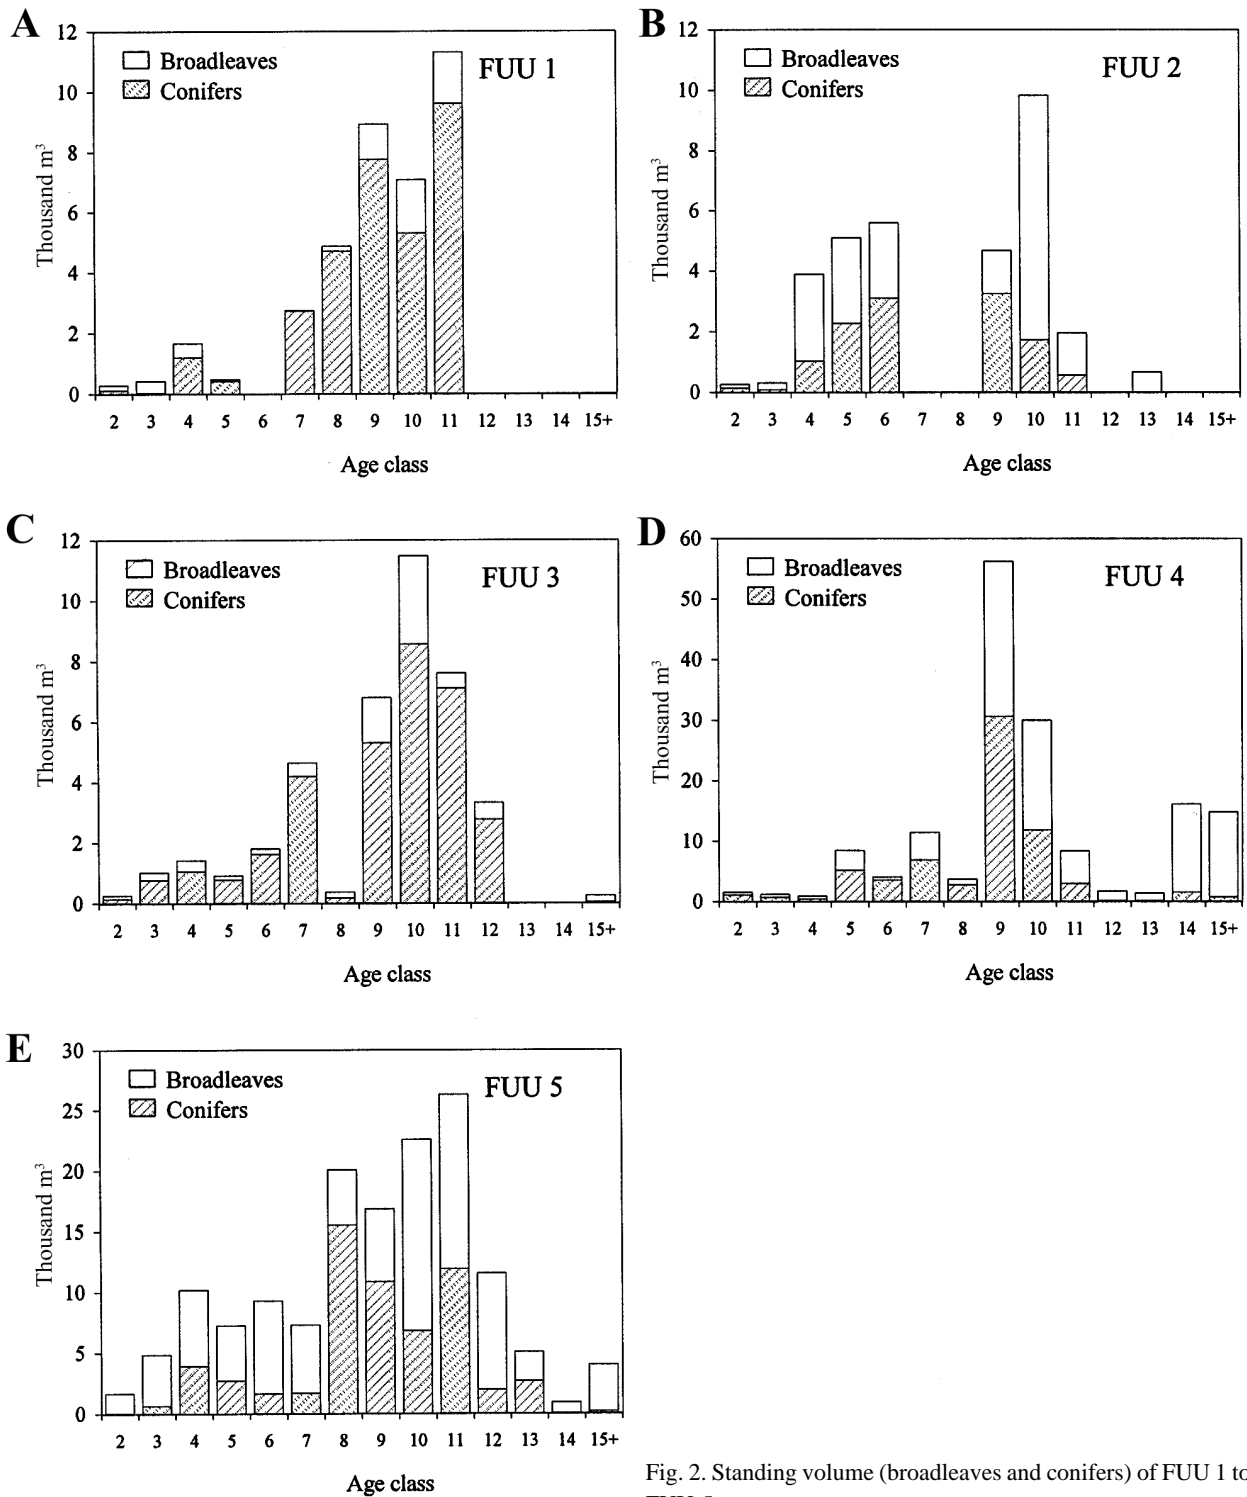 A
12
10
8
6
4
2
0
Thousand m³
Broadleaves
Conifers
FUU 1
2 3 4 5 6 7 8 9 10 11 12 13 14 15+
Age class
B
12
10
8
6
4
2
0
Thousand m³
Broadleaves
Conifers
FUU 2
2 3 4 5 6 7 8 9 10 11 12 13 14 15+
Age class
C
12
10
8
6
4
2
0
Thousand m³
Broadleaves
Conifers
FUU 3
2 3 4 5 6 7 8 9 10 11 12 13 14 15+
Age class
D
60
50
40
30
20
10
0
Thousand m³
Broadleaves
Conifers
FUU 4
2 3 4 5 6 7 8 9 10 11 12 13 14 15+
Age class
E
30
25
20
15
10
5
0
Thousand m³
Broadleaves
Conifers
FUU 5
2 3 4 5 6 7 8 9 10 11 12 13 14 15+
Age class
Fig. 2. Standing volume (broadleaves and conifers) of FUU 1 to